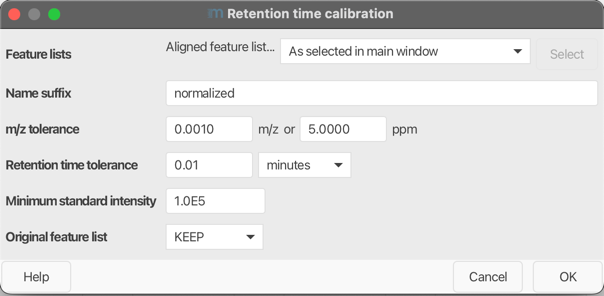 Retention time calibration
Feature lists Aligned feature list... As selected in main window Select
Name suffix normalized
m/z tolerance 0.0010 m/z or 5.0000 ppm
Retention time tolerance 0.01 minutes
Minimum standard intensity 1.0E5
Original feature list KEEP
Help Cancel OK